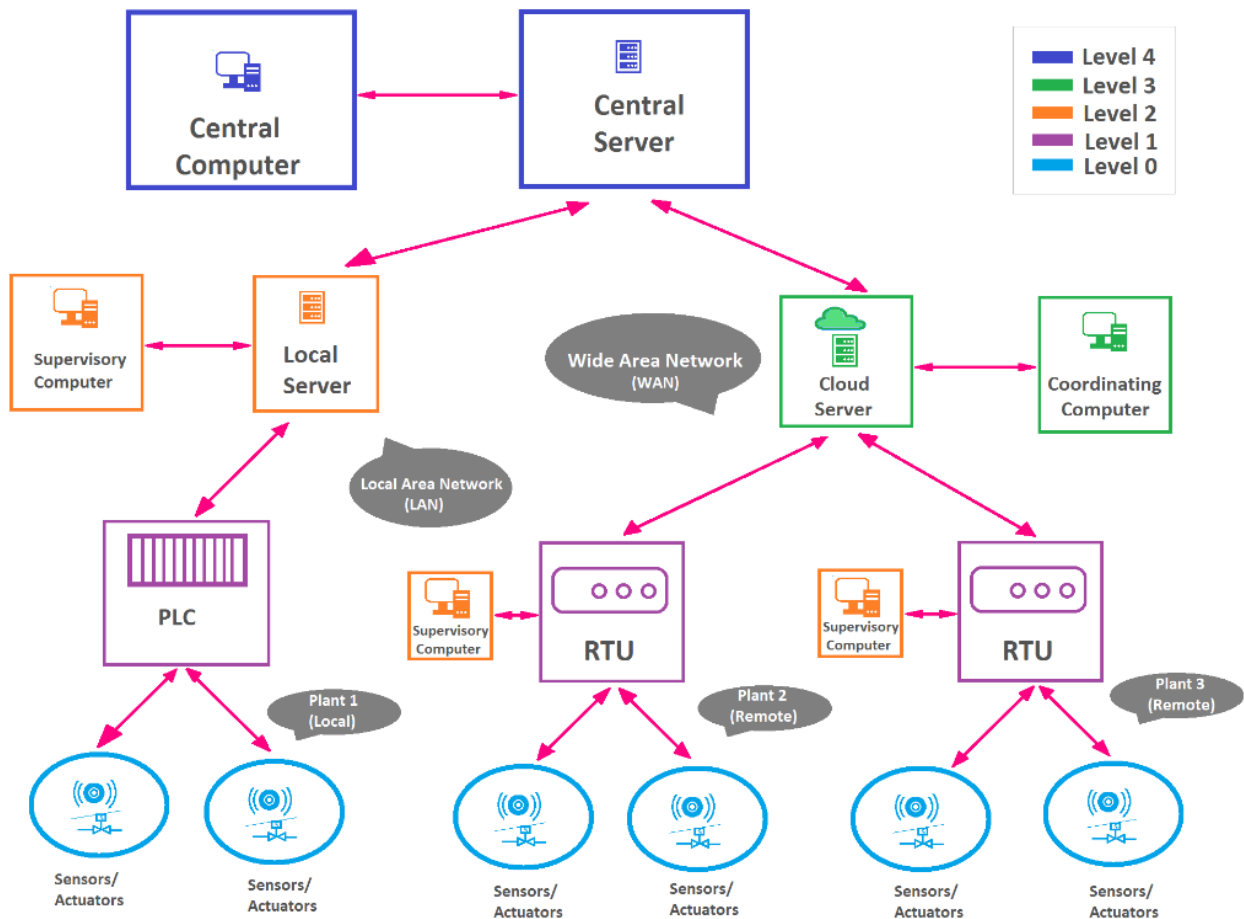 Central
Computer
Central
Server
Level 4
Level 3
Level 2
Level 1
Level 0
Supervisory
Computer
Local
Server
Wide Area Network
(WAN)
Cloud
Server
Coordinating
Computer
Local Area Network
(LAN)
PLC
Supervisory
Computer
RTU
Supervisory
Computer
RTU
Plant 1
(Local)
Plant 2
(Remote)
Plant 3
(Remote)
Sensors/
Actuators
Sensors/
Actuators
Sensors/
Actuators
Sensors/
Actuators
Sensors/
Actuators
Sensors/
Actuators